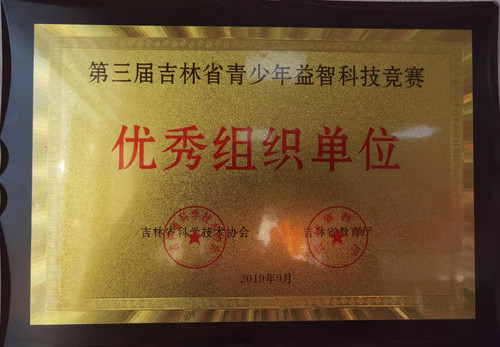 第三届吉林省青少年益智科技竞赛
优秀组织单位
吉林省科学技术协会 吉林省教育厅
2019年9月